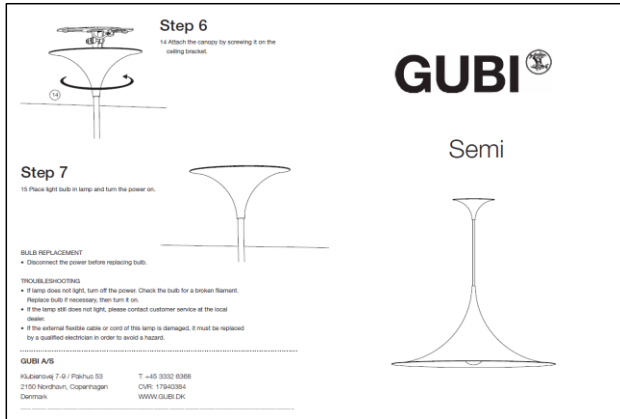 Step 6
14 Attach the canopy by screwing it on the
ceiling bracket.
14
Step 7
15 Place light bulb in lamp and turn the power on.
BULB REPLACEMENT
• Disconnect the power before replacing bulb.
TROUBLESHOOTING
• If lamp does not light, turn off the power. Check the bulb for a broken filament.
Replace bulb if necessary, then turn it on.
• If the lamp still does not light, please contact customer service at the local
dealer.
• If the external flexible cable or cord of this lamp is damaged, it must be replaced
by a qualified electrician in order to avoid a hazard.
GUBI A/S
Klubiensvej 7-9 / Pakhus 53
2150 Nordhavn, Copenhagen
Denmark
T: +45 3332 6368
CVR: 17940384
WWW.GUBI.DK
GUBI
Semi